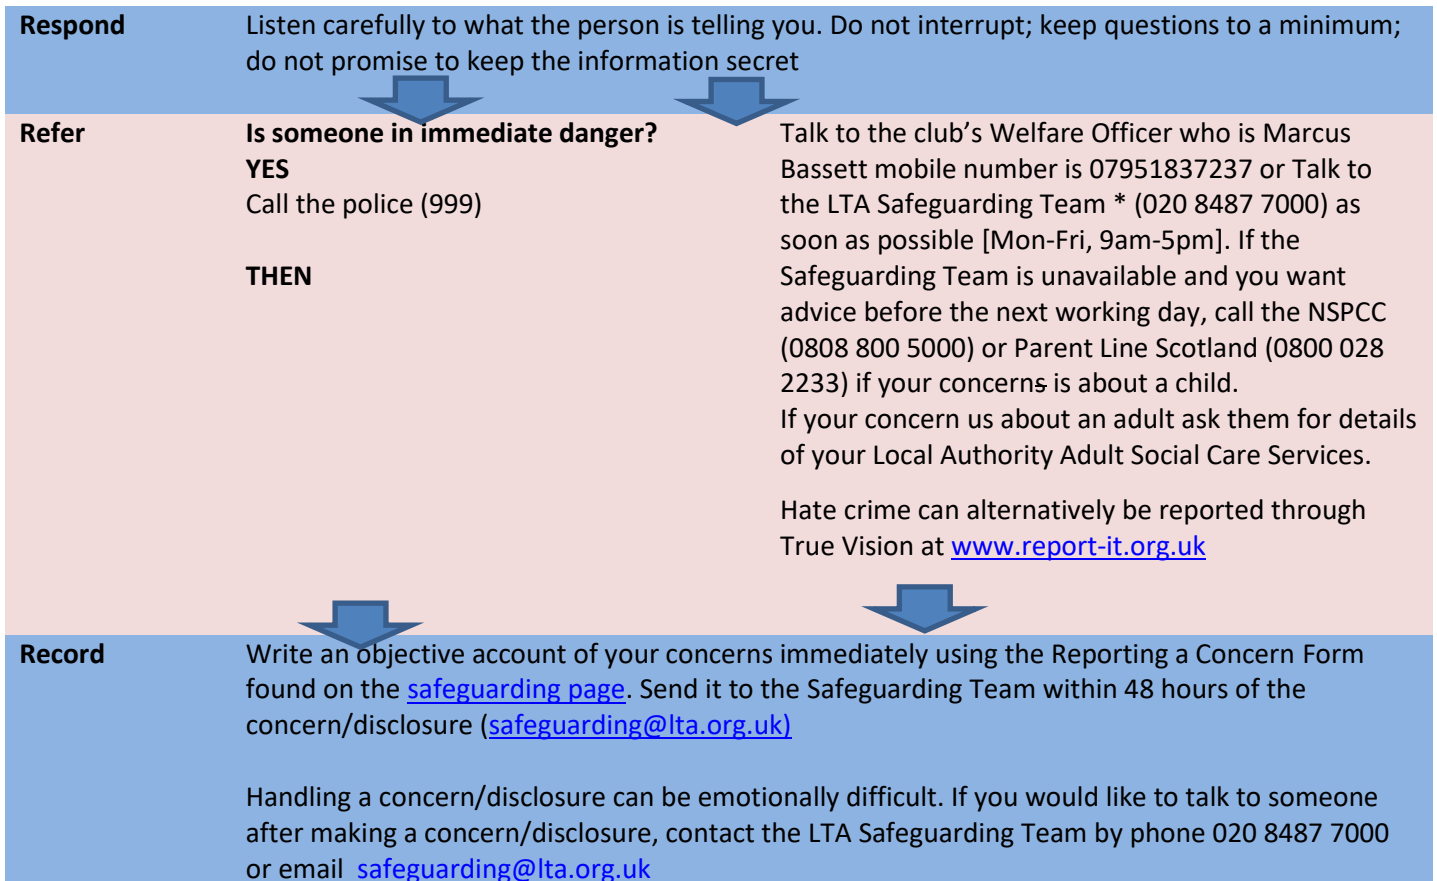 Respond
Listen carefully to what the person is telling you. Do not interrupt; keep questions to a minimum;
do not promise to keep the information secret
Refer
Is someone in immediate danger?
YES
Call the police (999)
THEN
Talk to the club’s Welfare Officer who is Marcus
Bassett mobile number is 07951837237 or Talk to
the LTA Safeguarding Team * (020 8487 7000) as
soon as possible [Mon-Fri, 9am-5pm]. If the
Safeguarding Team is unavailable and you want
advice before the next working day, call the NSPCC
(0808 800 5000) or Parent Line Scotland (0800 028
2233) if your concerns is about a child.
If your concern us about an adult ask them for details
of your Local Authority Adult Social Care Services.
Hate crime can alternatively be reported through
True Vision at www.report-it.org.uk
Record
Write an objective account of your concerns immediately using the Reporting a Concern Form
found on the safeguarding page. Send it to the Safeguarding Team within 48 hours of the
concern/disclosure (safeguarding@lta.org.uk)
Handling a concern/disclosure can be emotionally difficult. If you would like to talk to someone
after making a concern/disclosure, contact the LTA Safeguarding Team by phone 020 8487 7000
or email safeguarding@lta.org.uk